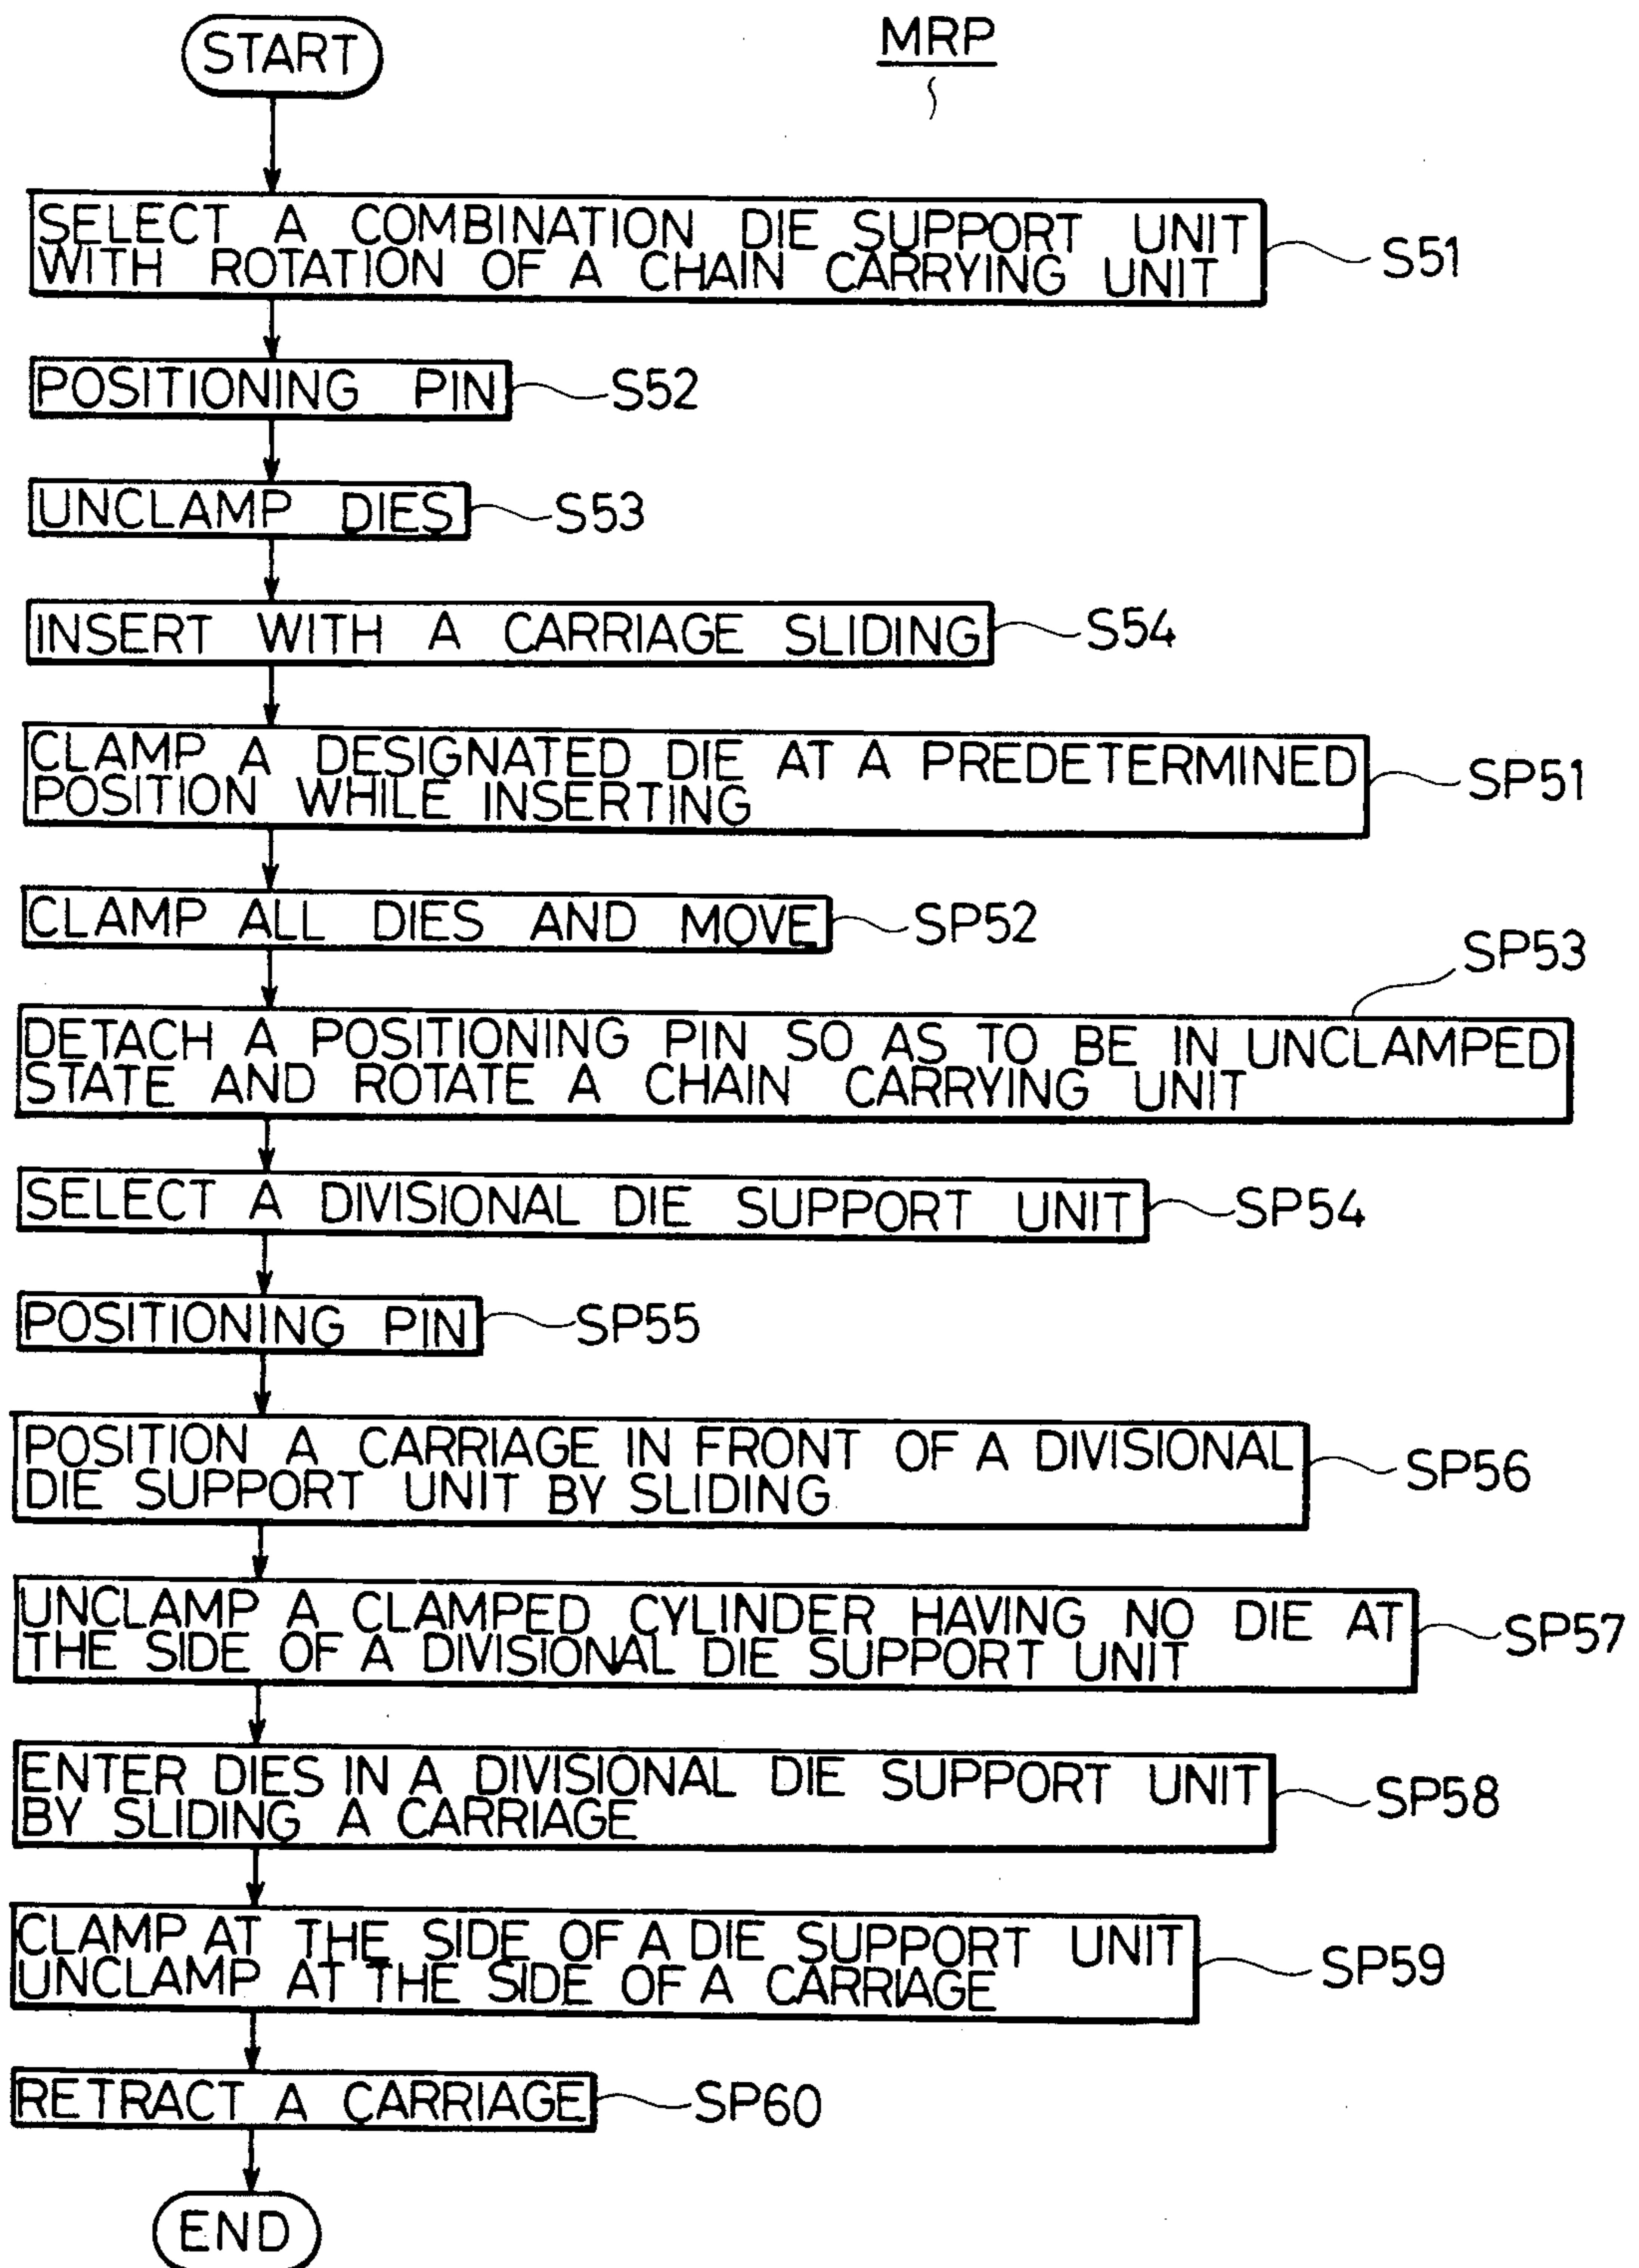 START
MRP
SELECT A COMBINATION DIE SUPPORT UNIT
WITH ROTATION OF A CHAIN CARRYING UNIT
S51
POSITIONING PIN
S52
UNCLAMP DIES
S53
INSERT WITH A CARRIAGE SLIDING
S54
CLAMP A DESIGNATED DIE AT A PREDETERMINED
POSITION WHILE INSERTING
SP51
CLAMP ALL DIES AND MOVE
SP52
SP53
DETACH A POSITIONING PIN SO AS TO BE IN UNCLAMPED
STATE AND ROTATE A CHAIN CARRYING UNIT
SELECT A DIVISIONAL DIE SUPPORT UNIT
SP54
POSITIONING PIN
SP55
POSITION A CARRIAGE IN FRONT OF A DIVISIONAL
DIE SUPPORT UNIT BY SLIDING
SP56
UNCLAMP A CLAMPED CYLINDER HAVING NO DIE AT
THE SIDE OF A DIVISIONAL DIE SUPPORT UNIT
SP57
ENTER DIES IN A DIVISIONAL DIE SUPPORT UNIT
BY SLIDING A CARRIAGE
SP58
CLAMP AT THE SIDE OF A DIE SUPPORT UNIT
UNCLAMP AT THE SIDE OF A CARRIAGE
SP59
RETRACT A CARRIAGE
SP60
END